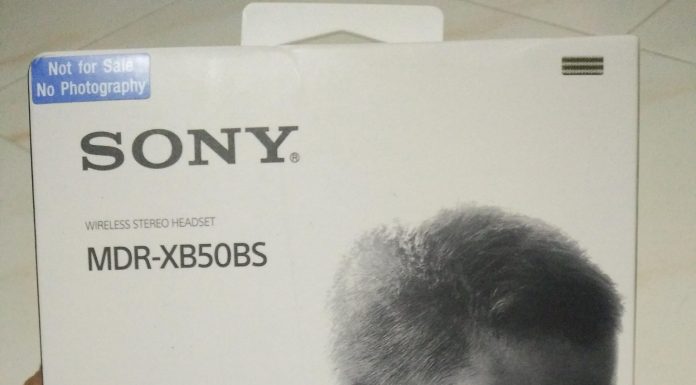 Not for Sale
No Photography
SONY®
WIRELESS STEREO HEADSET
MDR-XB50BS